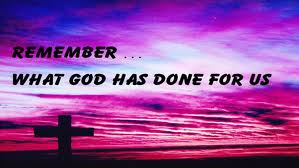 REMEMBER ...
WHAT GOD HAS DONE FOR US